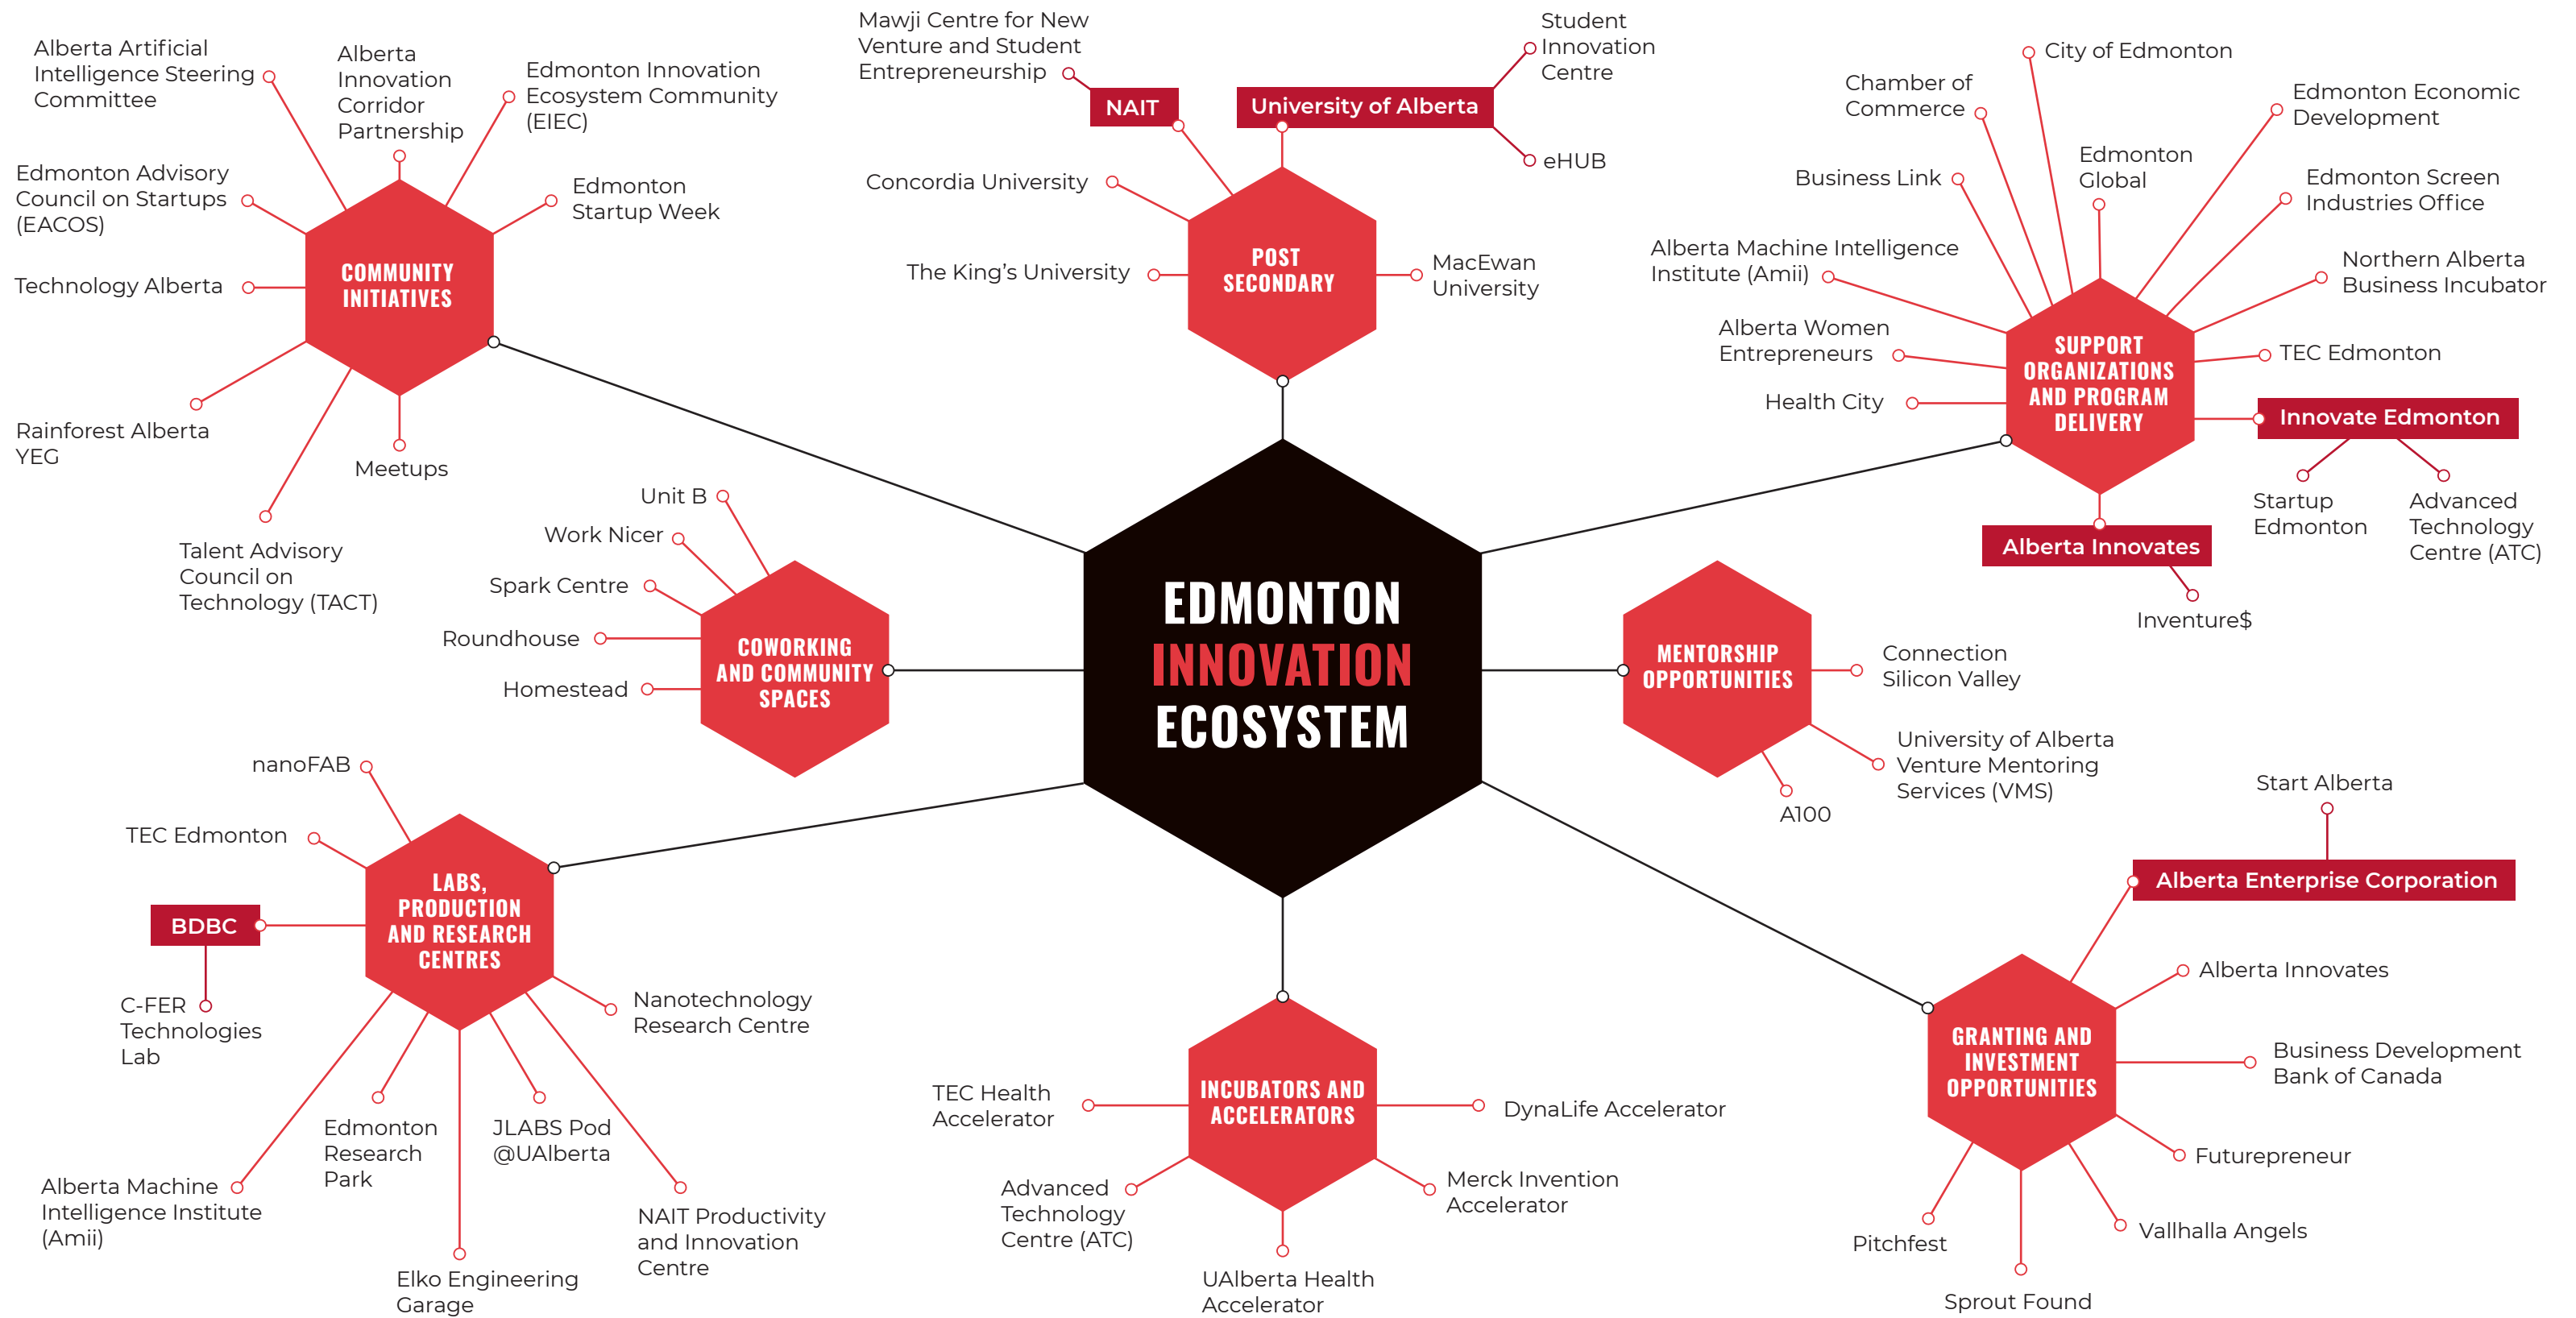 Alberta Artificial
Intelligence Steering
Committee
Alberta
Innovation
Corridor
Partnership
Edmonton Innovation
Ecosystem Community
(EIEC)
Edmonton Advisory
Council on Startups
(EACOS)
Edmonton
Startup Week
Technology Alberta
COMMUNITY
INITIATIVES
Rainforest Alberta
YEG
Meetups
Talent Advisory
Council on
Technology (TACT)
Mawji Centre for New
Venture and Student
Entrepreneurship
NAIT
University of Alberta
Student
Innovation
Centre
eHUB
Concordia University
The King's University
POST
SECONDARY
MacEwan
University
City of Edmonton
Chamber of
Commerce
Edmonton Economic
Development
Edmonton
Global
Business Link
Edmonton Screen
Industries Office
Alberta Machine Intelligence
Institute (Amii)
Northern Alberta
Business Incubator
Alberta Women
Entrepreneurs
SUPPORT
ORGANIZATIONS
AND PROGRAM
DELIVERY
TEC Edmonton
Health City
Innovate Edmonton
Startup
Edmonton
Advanced
Technology
Centre (ATC)
Alberta Innovates
Inventure$
Unit B
Work Nicer
Spark Centre
Roundhouse
Homestead
COWORKING
AND COMMUNITY
SPACES
EDMONTON
INNOVATION
ECOSYSTEM
MENTORSHIP
OPPORTUNITIES
Connection
Silicon Valley
University of Alberta
Venture Mentoring
Services (VMS)
A100
nanoFAB
TEC Edmonton
BDBC
C-FER
Technologies
Lab
LABS,
PRODUCTION
AND RESEARCH
CENTRES
Nanotechnology
Research Centre
Edmonton
Research
Park
JLABS Pod
@UAlberta
Alberta Machine
Intelligence Institute
(Amii)
NAIT Productivity
and Innovation
Centre
Elko Engineering
Garage
INCUBATORS AND
ACCELERATORS
TEC Health
Accelerator
DynaLife Accelerator
Advanced
Technology
Centre (ATC)
Merck Invention
Accelerator
UAlberta Health
Accelerator
Start Alberta
Alberta Enterprise Corporation
Alberta Innovates
GRANTING AND
INVESTMENT
OPPORTUNITIES
Business Development
Bank of Canada
Futurepreneur
Vallhalla Angels
Pitchfest
Sprout Found